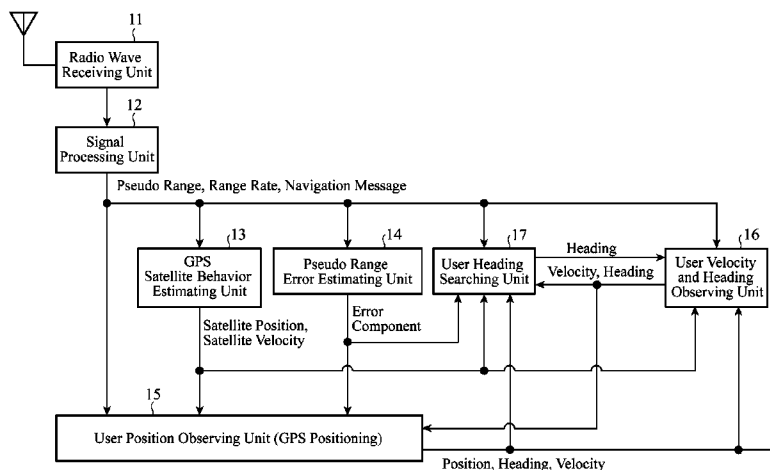 11
Radio Wave
Receiving Unit
12
Signal
Processing Unit
Pseudo Range, Range Rate, Navigation Message
13
GPS
Satellite Behavior
Estimating Unit
14
Pseudo Range
Error Estimating Unit
17
User Heading
Searching Unit
Heading
Velocity, Heading
16
User Velocity
and Heading
Observing Unit
Satellite Position,
Satellite Velocity
Error
Component
15
User Position Observing Unit (GPS Positioning)
Position, Heading, Velocity